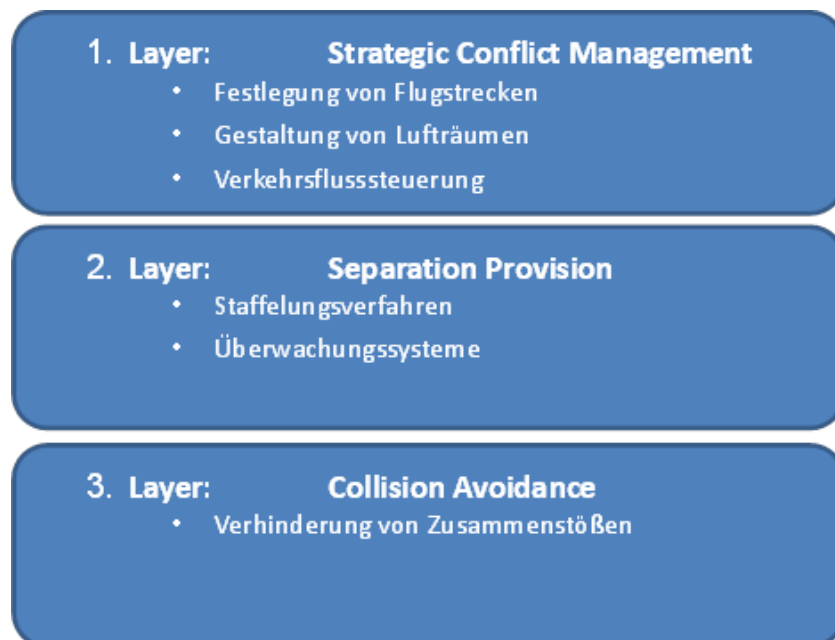 1. Layer: Strategic Conflict Management
• Festlegung von Flugstrecken
• Gestaltung von Lufträumen
• Verkehrsflusssteuerung
2. Layer: Separation Provision
• Staffelungsverfahren
• Überwachungssysteme
3. Layer: Collision Avoidance
• Verhinderung von Zusammenstößen